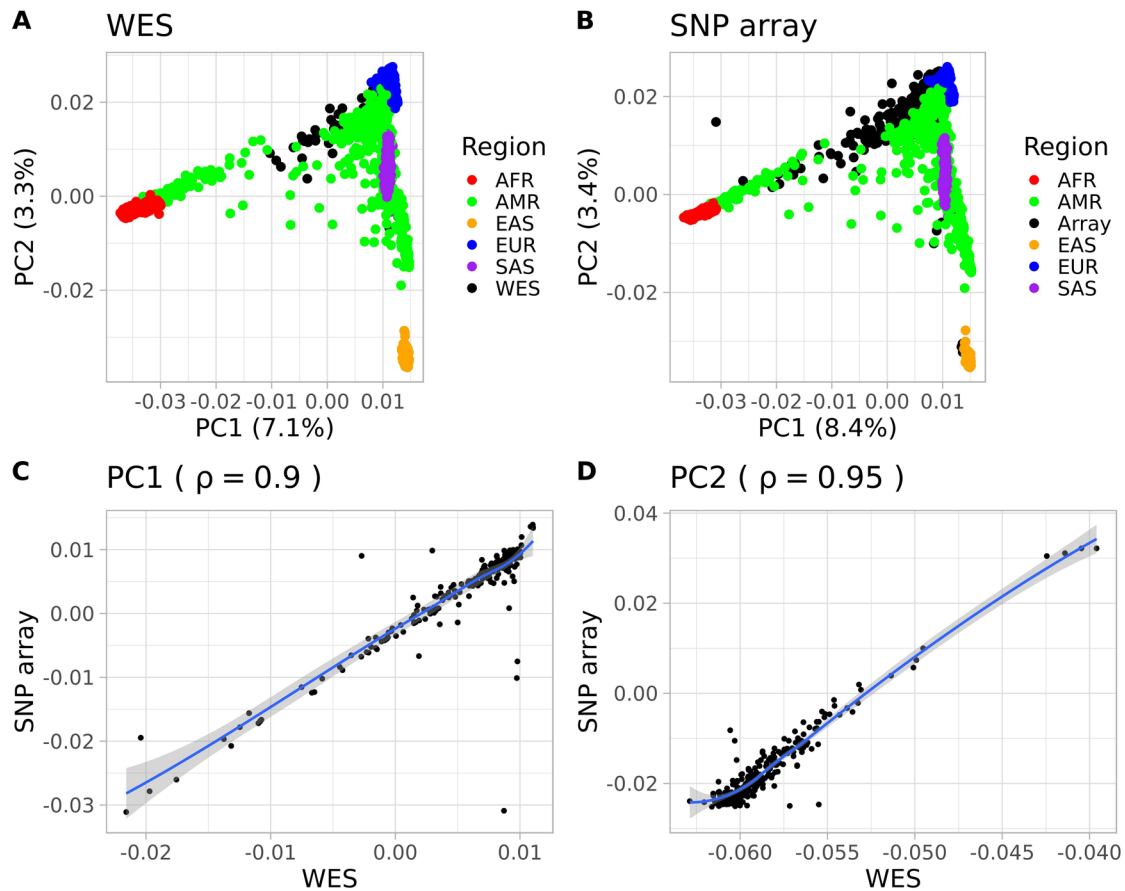 A WES
0.02
0.00
-0.02
PC2 (3.3%)
-0.03 -0.02 -0.01 0.00 0.01
PC1 (7.1%)
Region
AFR
AMR
EAS
EUR
SAS
WES
B SNP array
0.02
0.00
-0.02
PC2 (3.4%)
-0.03 -0.02 -0.01 0.00 0.01
PC1 (8.4%)
Region
AFR
AMR
Array
EAS
EUR
SAS
C PC1 ( ρ = 0.9 )
0.01
0.00
-0.01
-0.02
-0.03
SNP array
-0.02 -0.01 0.00 0.01
WES
D PC2 ( ρ = 0.95 )
0.04
0.02
0.00
-0.02
SNP array
-0.060 -0.055 -0.050 -0.045 -0.040
WES